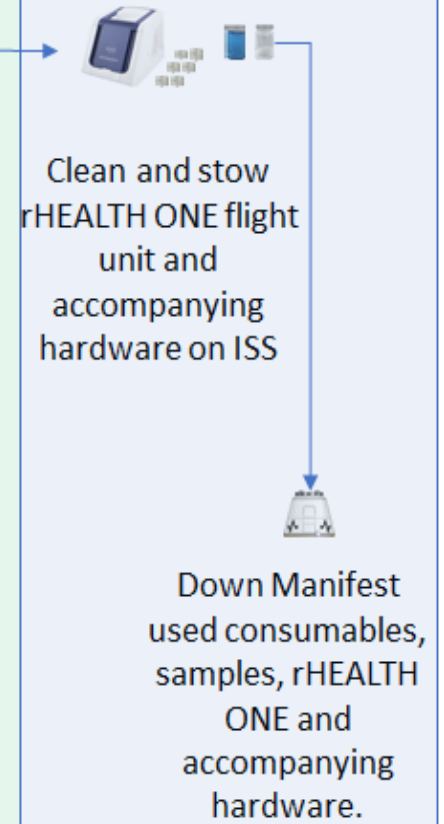 Clean and stow
rHEALTH ONE flight
unit and
accompanying
hardware on ISS
Down Manifest
used consumables,
samples, rHEALTH
ONE and
accompanying
hardware.